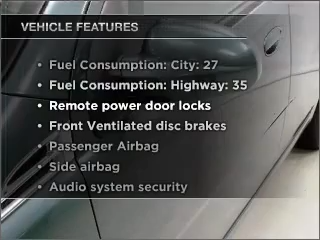 VEHICLE FEATURES
• Fuel Consumption: City: 27
• Fuel Consumption: Highway: 35
• Remote power door locks
• Front Ventilated disc brakes
• Passenger Airbag
• Side airbag
• Audio system security